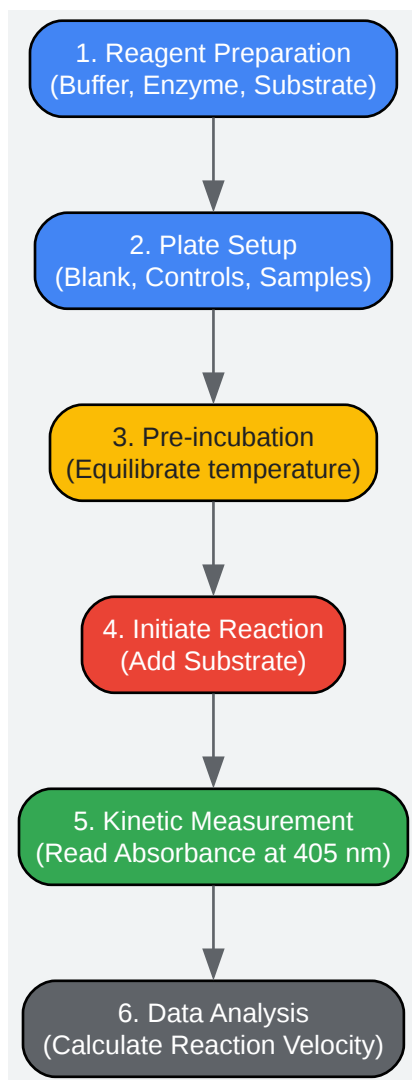 1. Reagent Preparation
(Buffer, Enzyme, Substrate)
2. Plate Setup
(Blank, Controls, Samples)
3. Pre-incubation
(Equilibrate temperature)
4. Initiate Reaction
(Add Substrate)
5. Kinetic Measurement
(Read Absorbance at 405 nm)
6. Data Analysis
(Calculate Reaction Velocity)